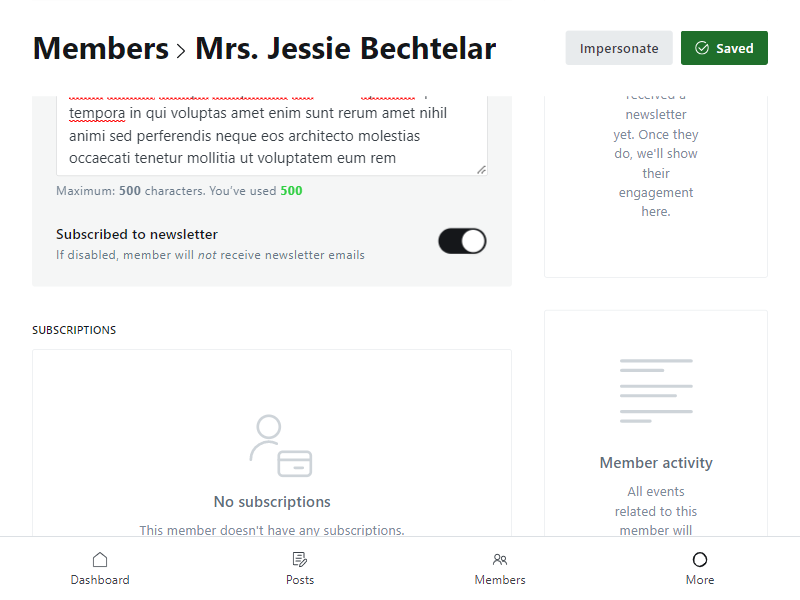 Members > Mrs. Jessie Bechtelar
Impersonate
Saved
tempora in qui voluptas amet enim sunt rerum amet nihil
animi sed perferendis neque eos architecto molestias
occaecati tenetur mollitia ut voluptatem eum rem
Maximum: 500 characters. You've used 500
Subscribed to newsletter
If disabled, member will not receive newsletter emails
received a
newsletter
yet. Once they
do, we'll show
their
engagement
here.
SUBSCRIPTIONS
No subscriptions
This member doesn't have any subscriptions.
Member activity
All events
related to this
member will
Dashboard
Posts
Members
More